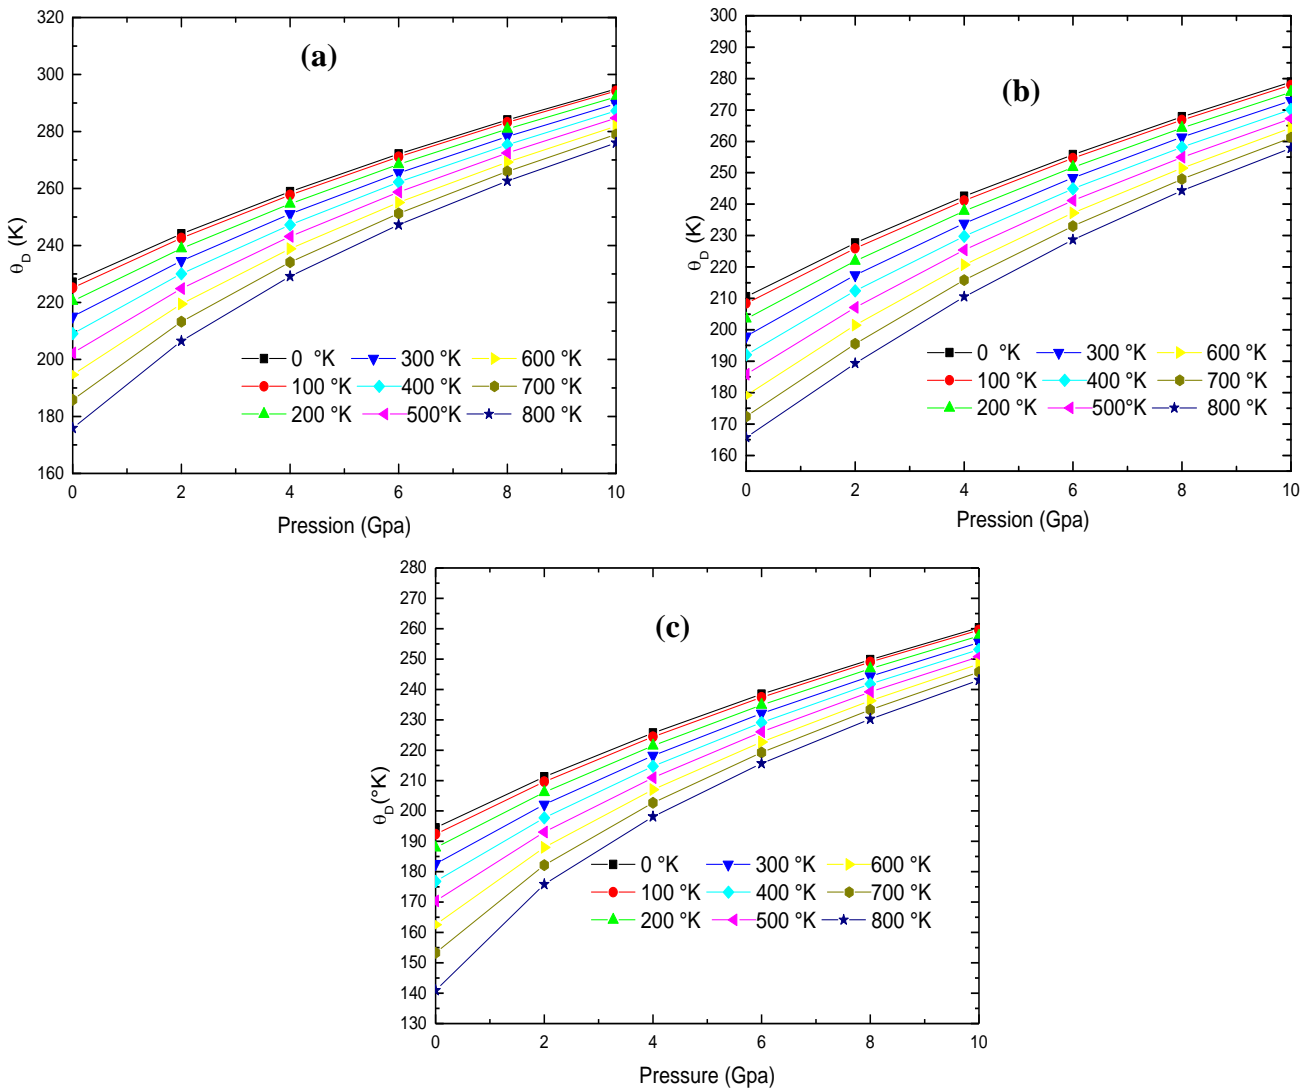 (a)
320
300
280
260
240
220
200
180
160
θD (K)
0 °K 300 °K 600 °K
100 °K 400 °K 700 °K
200 °K 500°K 800 °K
0 2 4 6 8 10
Pression (Gpa)
(b)
300
290
280
270
260
250
240
230
220
210
200
190
180
170
160
θD (K)
0 °K 300 °K 600 °K
100 °K 400 °K 700 °K
200 °K 500°K 800 °K
0 2 4 6 8 10
Pression (Gpa)
(c)
280
270
260
250
240
230
220
210
200
190
180
170
160
150
140
130
θD(°K)
0 °K 300 °K 600 °K
100 °K 400 °K 700 °K
200 °K 500 °K 800 °K
0 2 4 6 8 10
Pressure (Gpa)